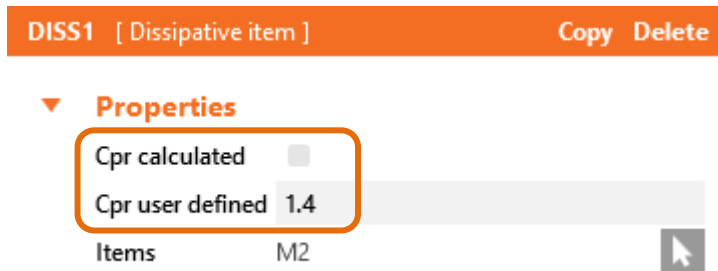 DISS1 [ Dissipative item ] Copy Delete
Properties
Cpr calculated
Cpr user defined 1.4
Items M2